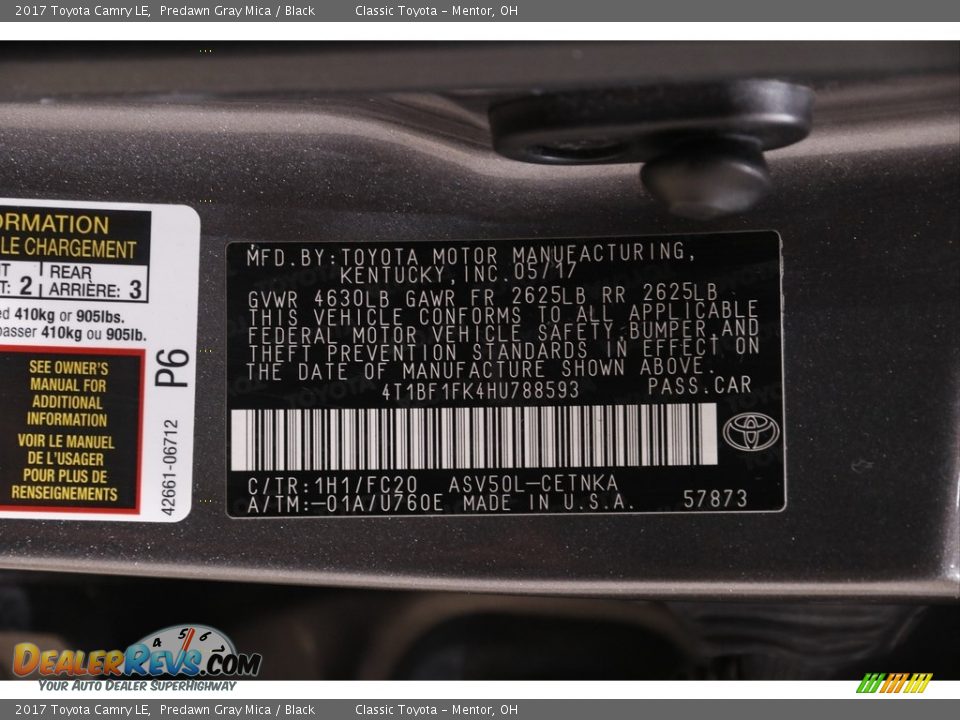 2017 Toyota Camry LE, Predawn Gray Mica / Black Classic Toyota – Mentor, OH
ORMATION
LE CHARGEMENT
T REAR
T: 2 ARRIÈRE: 3
ed 410kg or 905lbs.
passer 410kg ou 905lb.
SEE OWNER'S
MANUAL FOR
ADDITIONAL
INFORMATION
VOIR LE MANUEL
DE L'USAGER
POUR PLUS DE
RENSEIGNEMENTS
P6
42661-06712
MFD.BY:TOYOTA MOTOR MANUFACTURING,
KENTUCKY,INC.05/17
GVWR 4630LB GAWR FR 2625LB RR 2625LB
THIS VEHICLE CONFORMS TO ALL APPLICABLE
FEDERAL MOTOR VEHICLE SAFETY,BUMPER,AND
THEFT PREVENTION STANDARDS IN EFFECT ON
THE DATE OF MANUFACTURE SHOWN ABOVE.
4T1BF1FK4HU788593 PASS.CAR
C/TR:1H1/FC20 ASV50L-CETNKA
A/TM:-01A/U760E MADE IN U.S.A. 57873
4 5 6
DEALERREVS.COM
YOUR AUTO DEALER SUPERHIGHWAY
2017 Toyota Camry LE, Predawn Gray Mica / Black Classic Toyota – Mentor, OH